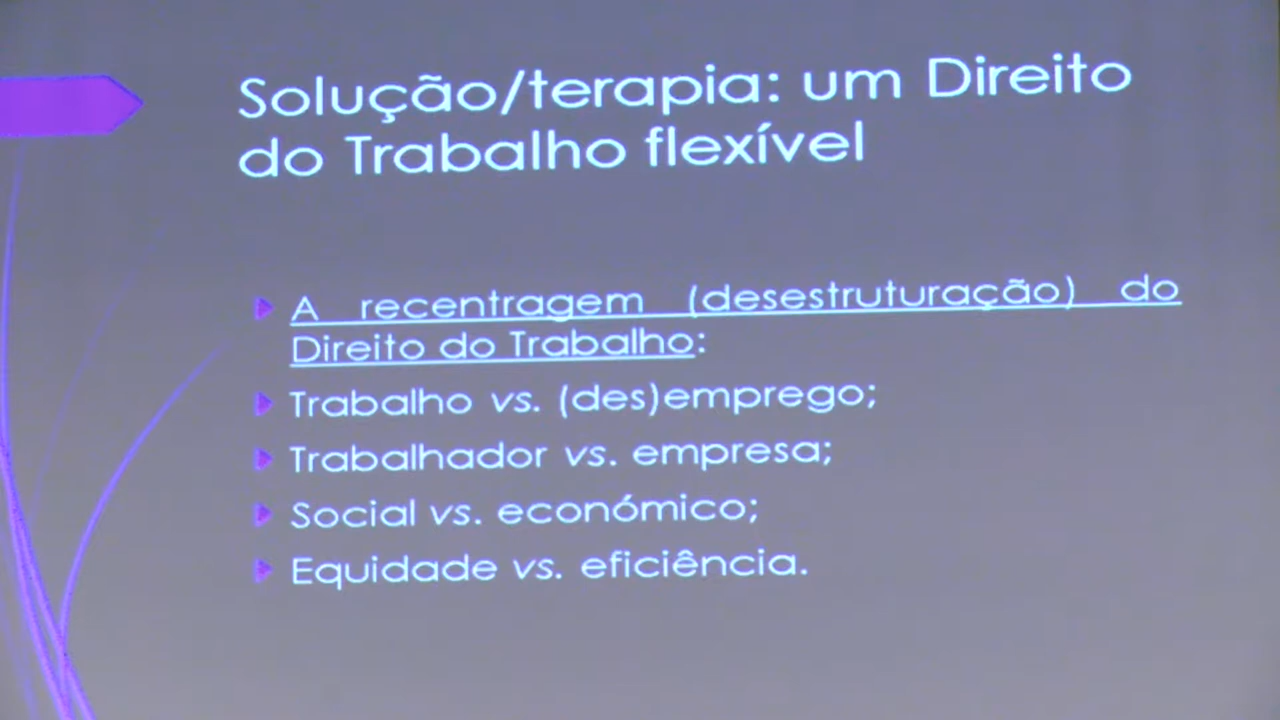 Solução/terapia: um Direito
do Trabalho flexível
A recentragem (desestruturação) do
Direito do Trabalho:
Trabalho vs. (des)emprego;
Trabalhador vs. empresa;
Social vs. económico;
Equidade vs. eficiência.